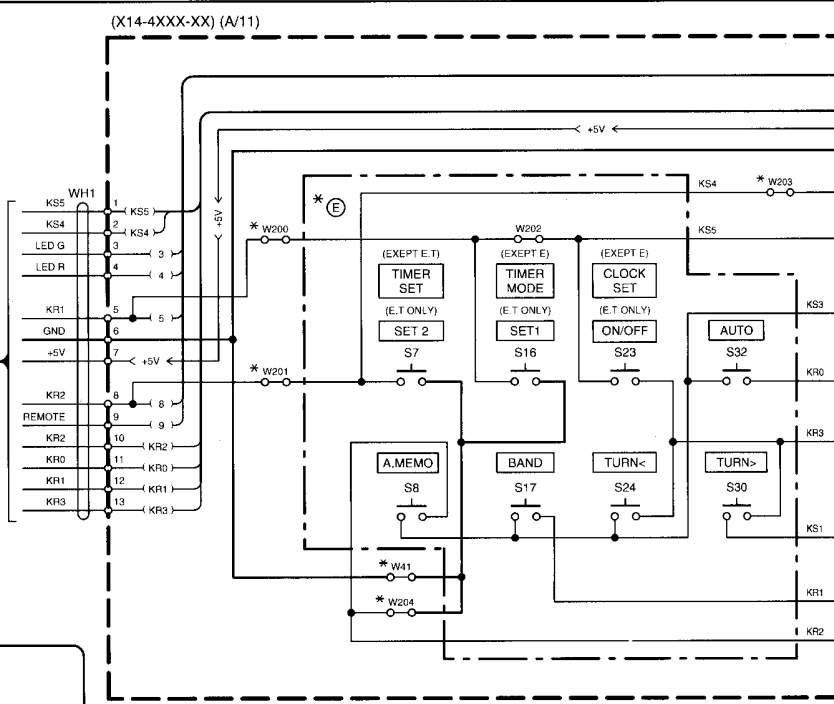 (X14-4XXX-XX) (A/11)
+5V
WH1
KS5 1 KS5
KS4 2 KS4
LED G 3 3
LED R 4 4
KR1 5 5
GND 6
+5V 7 +5V
KR2 8 8
REMOTE 9 9
KR2 10 KR2
KR0 11 KR0
KR1 12 KR1
KR3 13 KR3
+5V
* W200
* W201
* E
KS4 * W203
W202 KS5
(EXEPT E.T) (EXEPT E) (EXEPT E)
TIMER SET
TIMER MODE
CLOCK SET
(E.T ONLY) (E.T ONLY) (E.T ONLY)
SET 2 SET1 ON/OFF AUTO
S7 S16 S23 S32
KS3
KR0
KR3
A.MEMO BAND TURN< TURN>
S8 S17 S24 S30
KS1
* W41
* W204
KR1
KR2